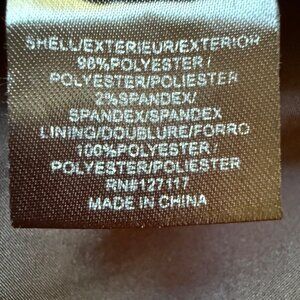 SHELL/EXTERIEUR/EXTERIOR
98%POLYESTER/
POLYESTER/POLIESTER
2%SPANDEX/
SPANDEX/SPANDEX
LINING/DOUBLURE/FORRO
100%POLYESTER/
POLYESTER/POLIESTER
RN#127117
MADE IN CHINA